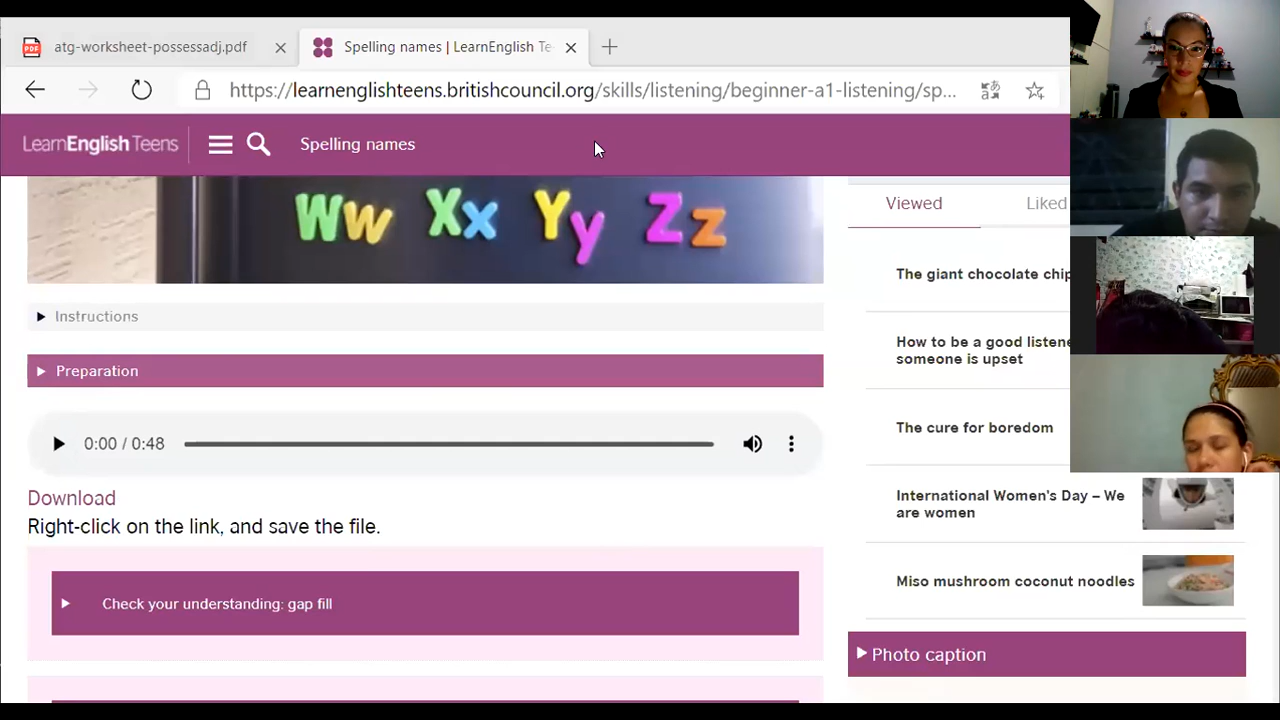 atg-worksheet-possessadj.pdf
Spelling names | LearnEnglish Te
https://learnenglishteens.britishcouncil.org/skills/listening/beginner-a1-listening/sp...
LearnEnglish Teens
Spelling names
Ww Xx Yy Zz
Viewed
Liked
Instructions
The giant chocolate chip
Preparation
How to be a good listene
someone is upset
0:00 / 0:48
The cure for boredom
Download
Right-click on the link, and save the file.
International Women's Day – We
are women
Miso mushroom coconut noodles
Check your understanding: gap fill
Photo caption